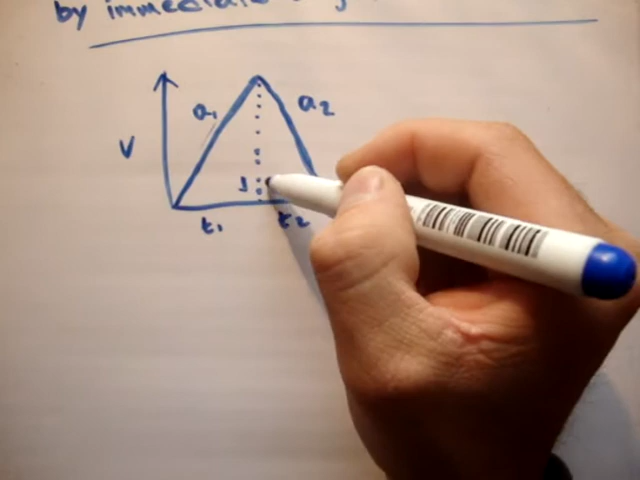 by immediate
a₁
a₂
V
s
t₁ t₂